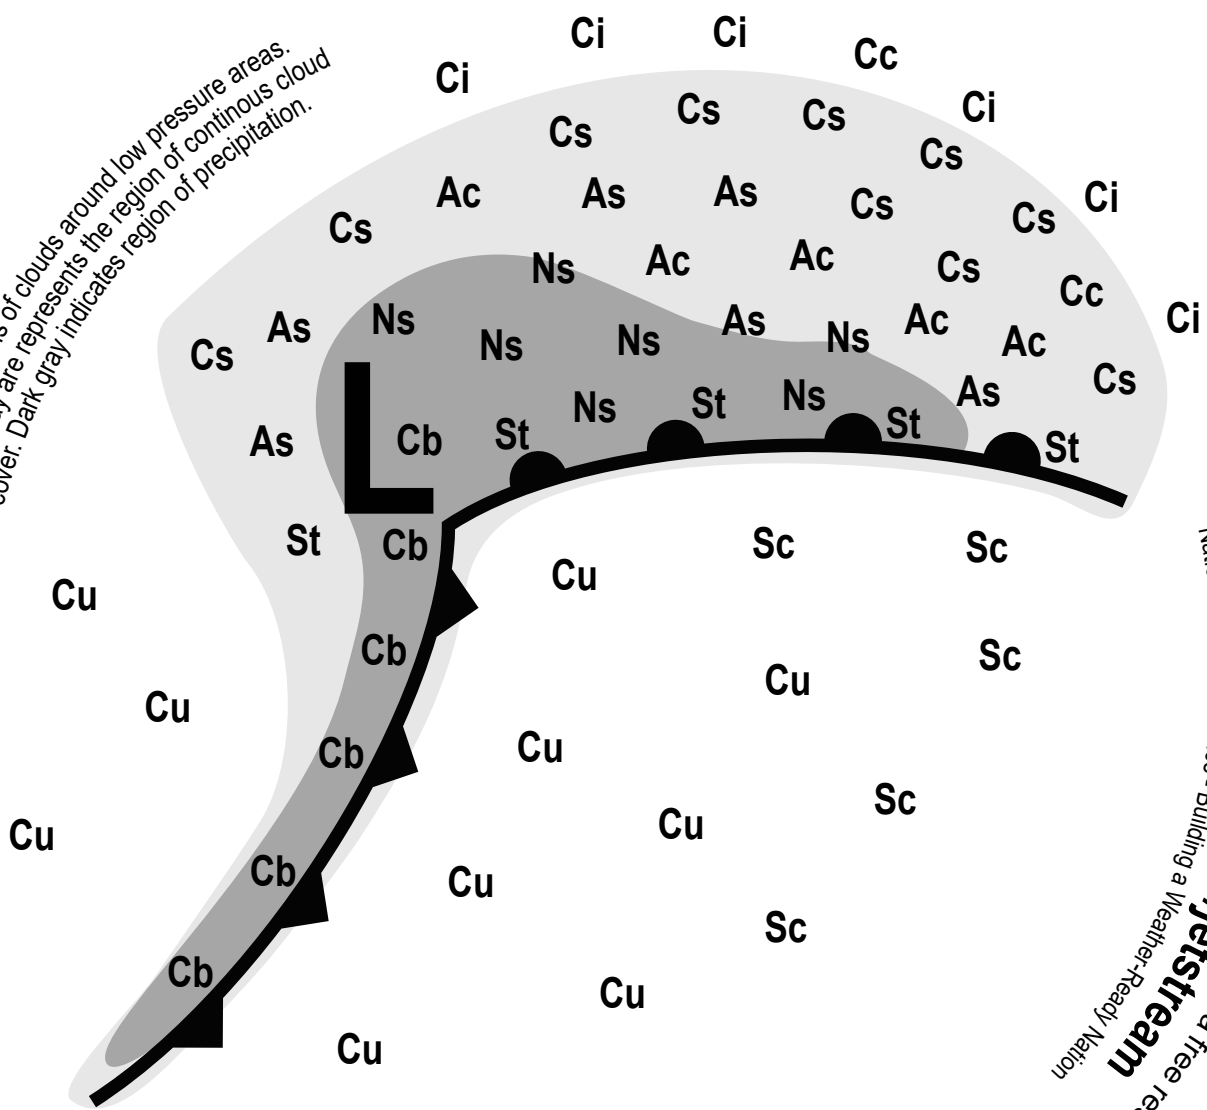 Ci Ci
Ci Cc
Ci
Cs Cs Cs
Cs
Ac As As Cs Ci
Cs Cs
Ns Ac Ac Cs
Cc
As Ns As Ns Ac Ci
Cs Ns Ns Ac
Cs
Ns St Ns As
As Cb St St St
L
St Cb Sc Sc
Cu Cu
Cb Sc
Cu Cu
Cb Cu
Cu Cu Sc
Cb Cu
Sc
Cb Cu
Cu
of clouds around low pressure areas.
are represents the region of continous cloud
cover. Dark gray indicates region of precipitation.
Building a Weather-Ready Nation
jetstream
a free